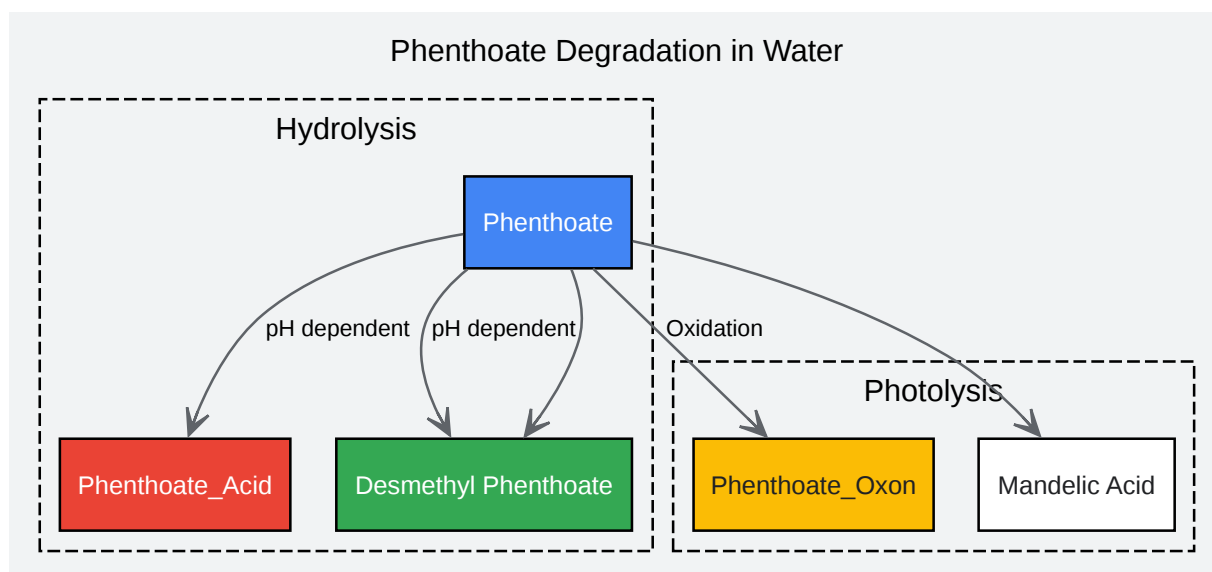 Phenthoate Degradation in Water
Hydrolysis
Phenthoate
pH dependent
pH dependent
Oxidation
Photolysis
Phenthoate_Acid
Desmethyl Phenthoate
Phenthoate_Oxon
Mandelic Acid